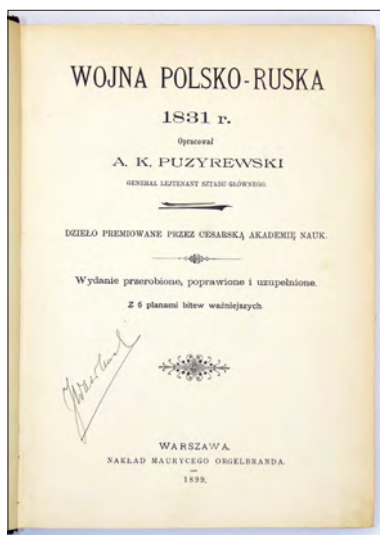 WOJNA POLSKO-RUSKA
1831 r.
Opracował
A. K. PUZYREWSKI
GENERAŁ LEJTENANT SZTABU GŁÓWNEGO.
DZIEŁO PREMIOWANE PRZEZ CESARSKĄ AKADEMIĘ NAUK.
Wydanie przerobione, poprawione i uzupełnione.
Z 6 planami bitew ważniejszych.
WARSZAWA.
NAKŁAD MAURYCEGO ORGELBRANDA.
1899.